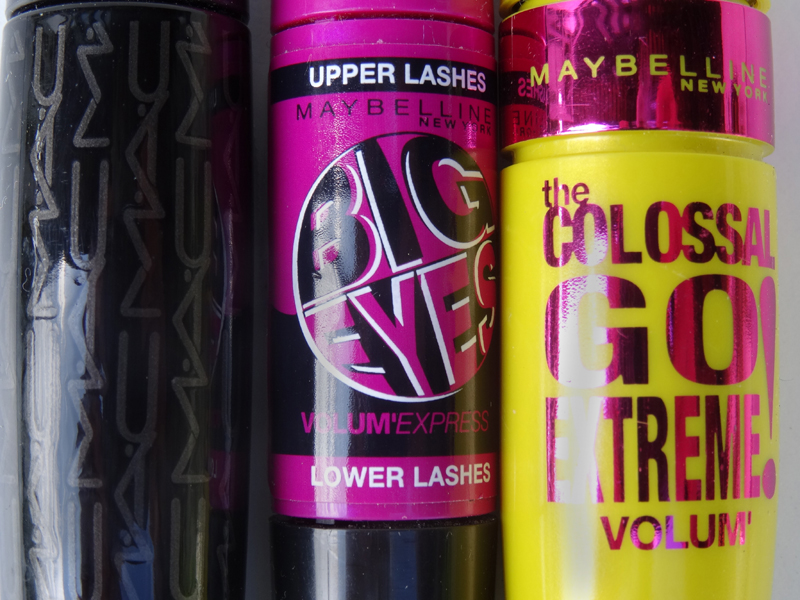 MAC
UPPER LASHES
MAYBELLINE
NEW YORK
BIG
EYES
VOLUM'EXPRESS
LOWER LASHES
MAYBELLINE
NEW YORK
the
COLOSSAL
GO!
EXTREME!
VOLUM'